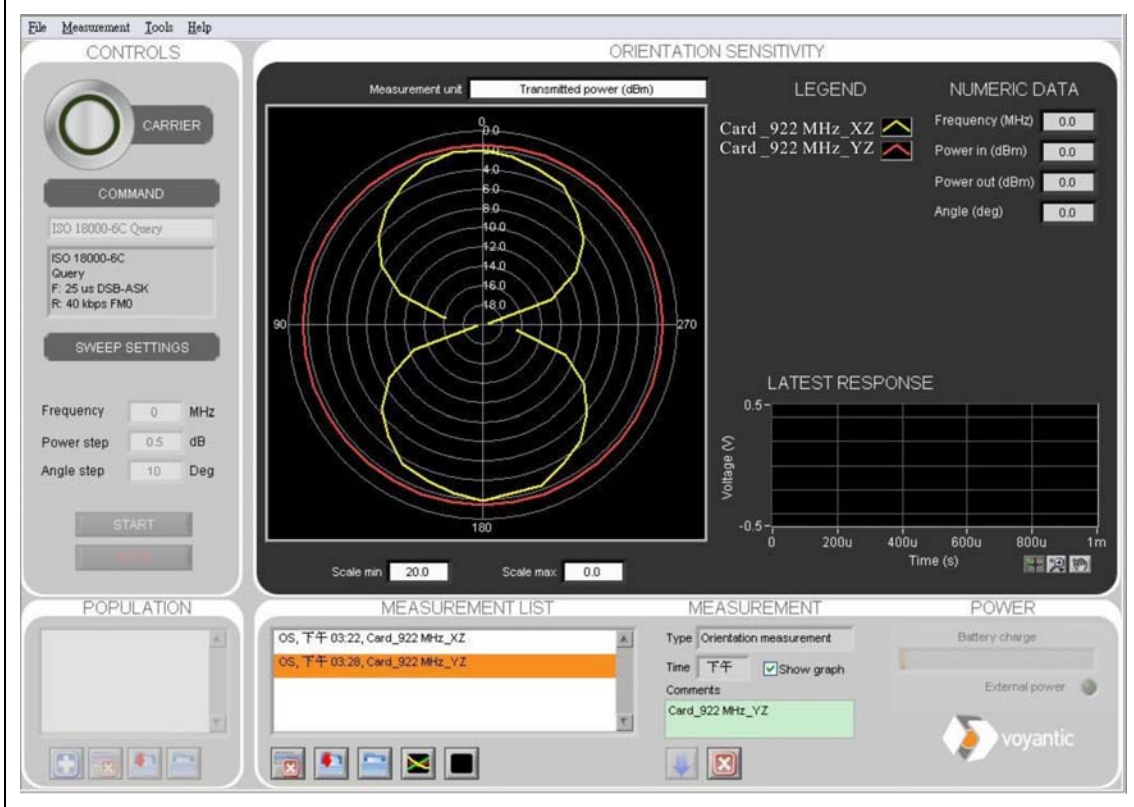 File Measurement Tools Help
CONTROLS
CARRIER
COMMAND
ISO 18000-6C Query
ISO 18000-6C
Query
F: 25 us DSB-ASK
R: 40 kbps FM0
SWEEP SETTINGS
Frequency 0 MHz
Power step 0.5 dB
Angle step 10 Deg
START
ORIENTATION SENSITIVITY
Measurement unit Transmitted power (dBm)
0
0.0
4.0
6.0
8.0
10.0
12.0
14.0
16.0
18.0
90
270
180
Scale min 20.0 Scale max 0.0
LEGEND
Card _922 MHz_XZ
Card _922 MHz_YZ
NUMERIC DATA
Frequency (MHz) 0.0
Power in (dBm) 0.0
Power out (dBm) 0.0
Angle (deg) 0.0
LATEST RESPONSE
Voltage (V)
0.5
-0.5
0 200u 400u 600u 800u 1m
Time (s)
POPULATION
MEASUREMENT LIST
OS, 下午 03:22, Card_922 MHz_XZ
OS, 下午 03:28, Card_922 MHz_YZ
MEASUREMENT
Type Orientation measurement
Time 下午 Show graph
Comments
Card_922 MHz_YZ
POWER
Battery charge
External power
voyantic